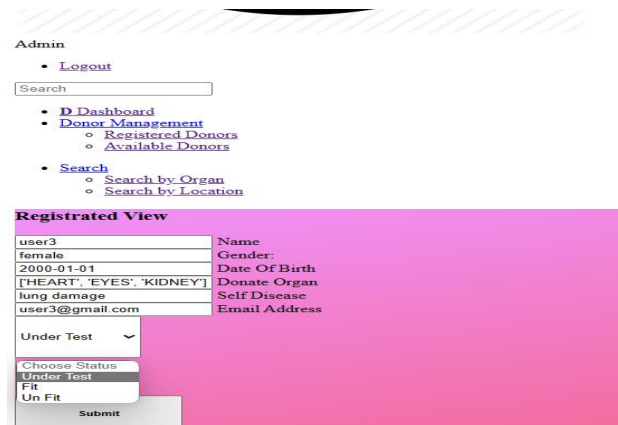 Admin
Logout
Search
D Dashboard
Donor Management
Registered Donors
Available Donors
Search
Search by Organ
Search by Location
Registrated View
user3 Name
female Gender:
2000-01-01 Date Of Birth
['HEART', 'EYES', 'KIDNEY'] Donate Organ
lung damage Self Disease
user3@gmail.com Email Address
Under Test
Choose Status
Under Test
Fit
Un Fit
Submit